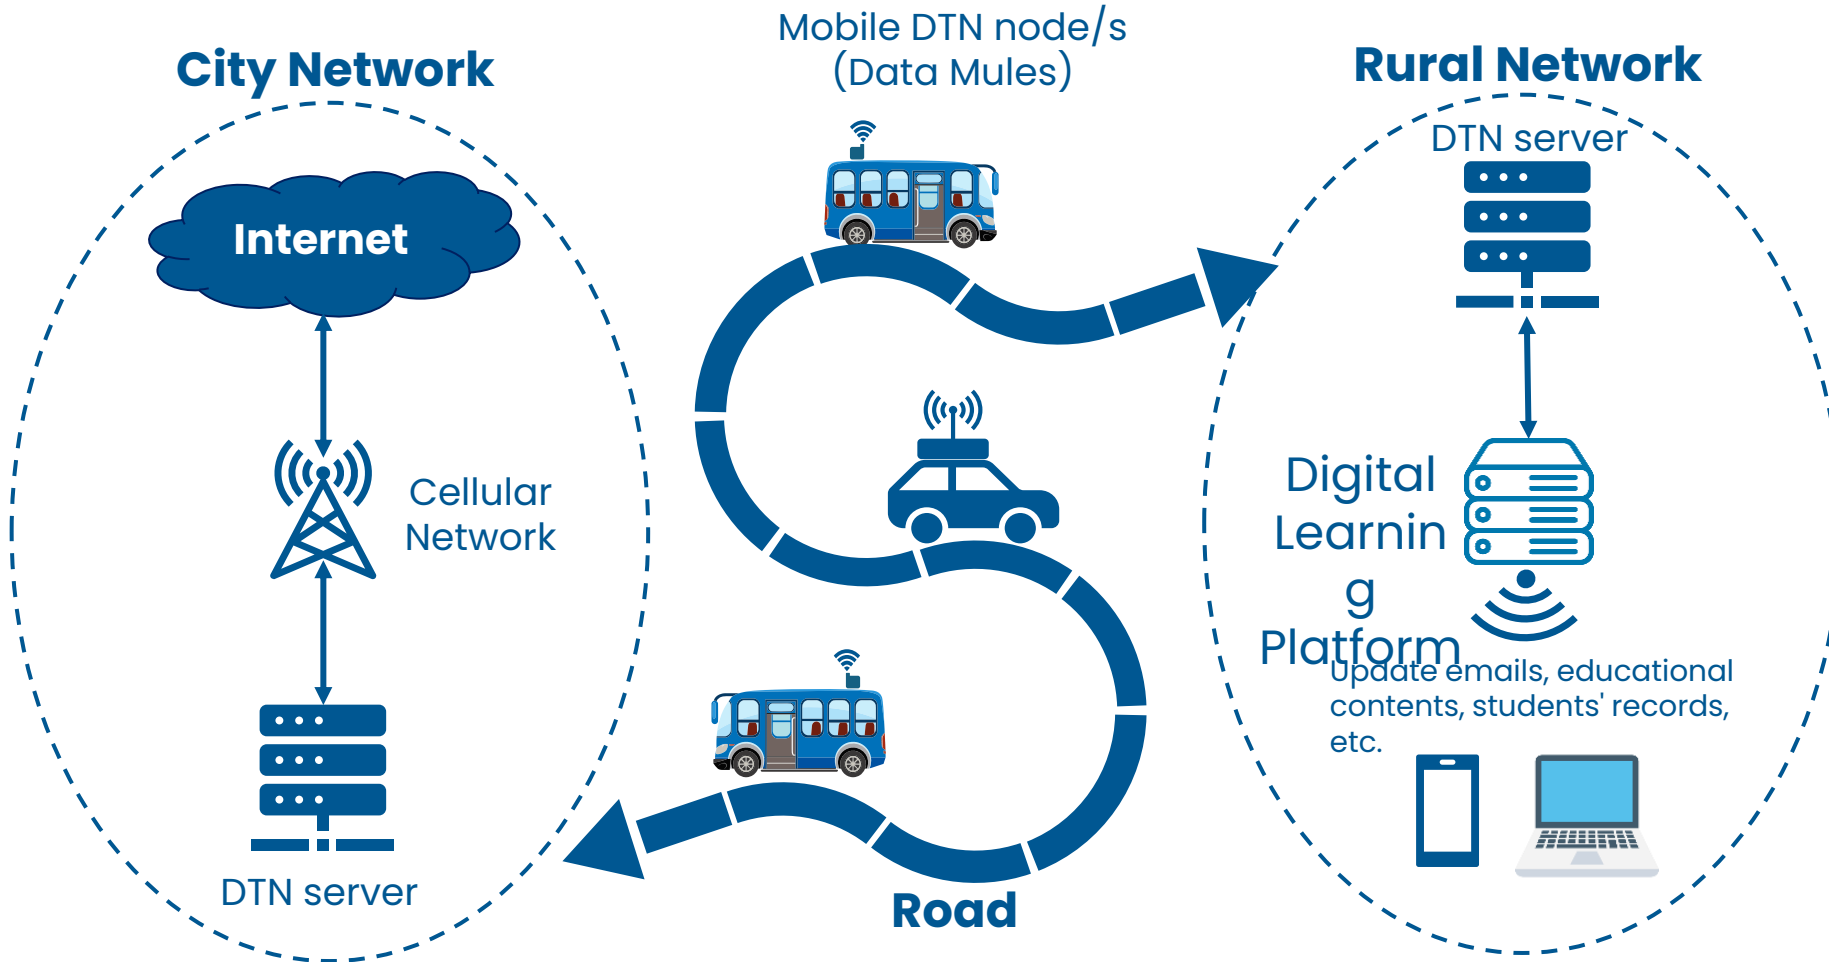 City Network
Internet
Cellular
Network
DTN server
Mobile DTN node/s
(Data Mules)
Road
Rural Network
DTN server
Digital
Learnin
g
Platform
Update emails, educational
contents, students' records,
etc.